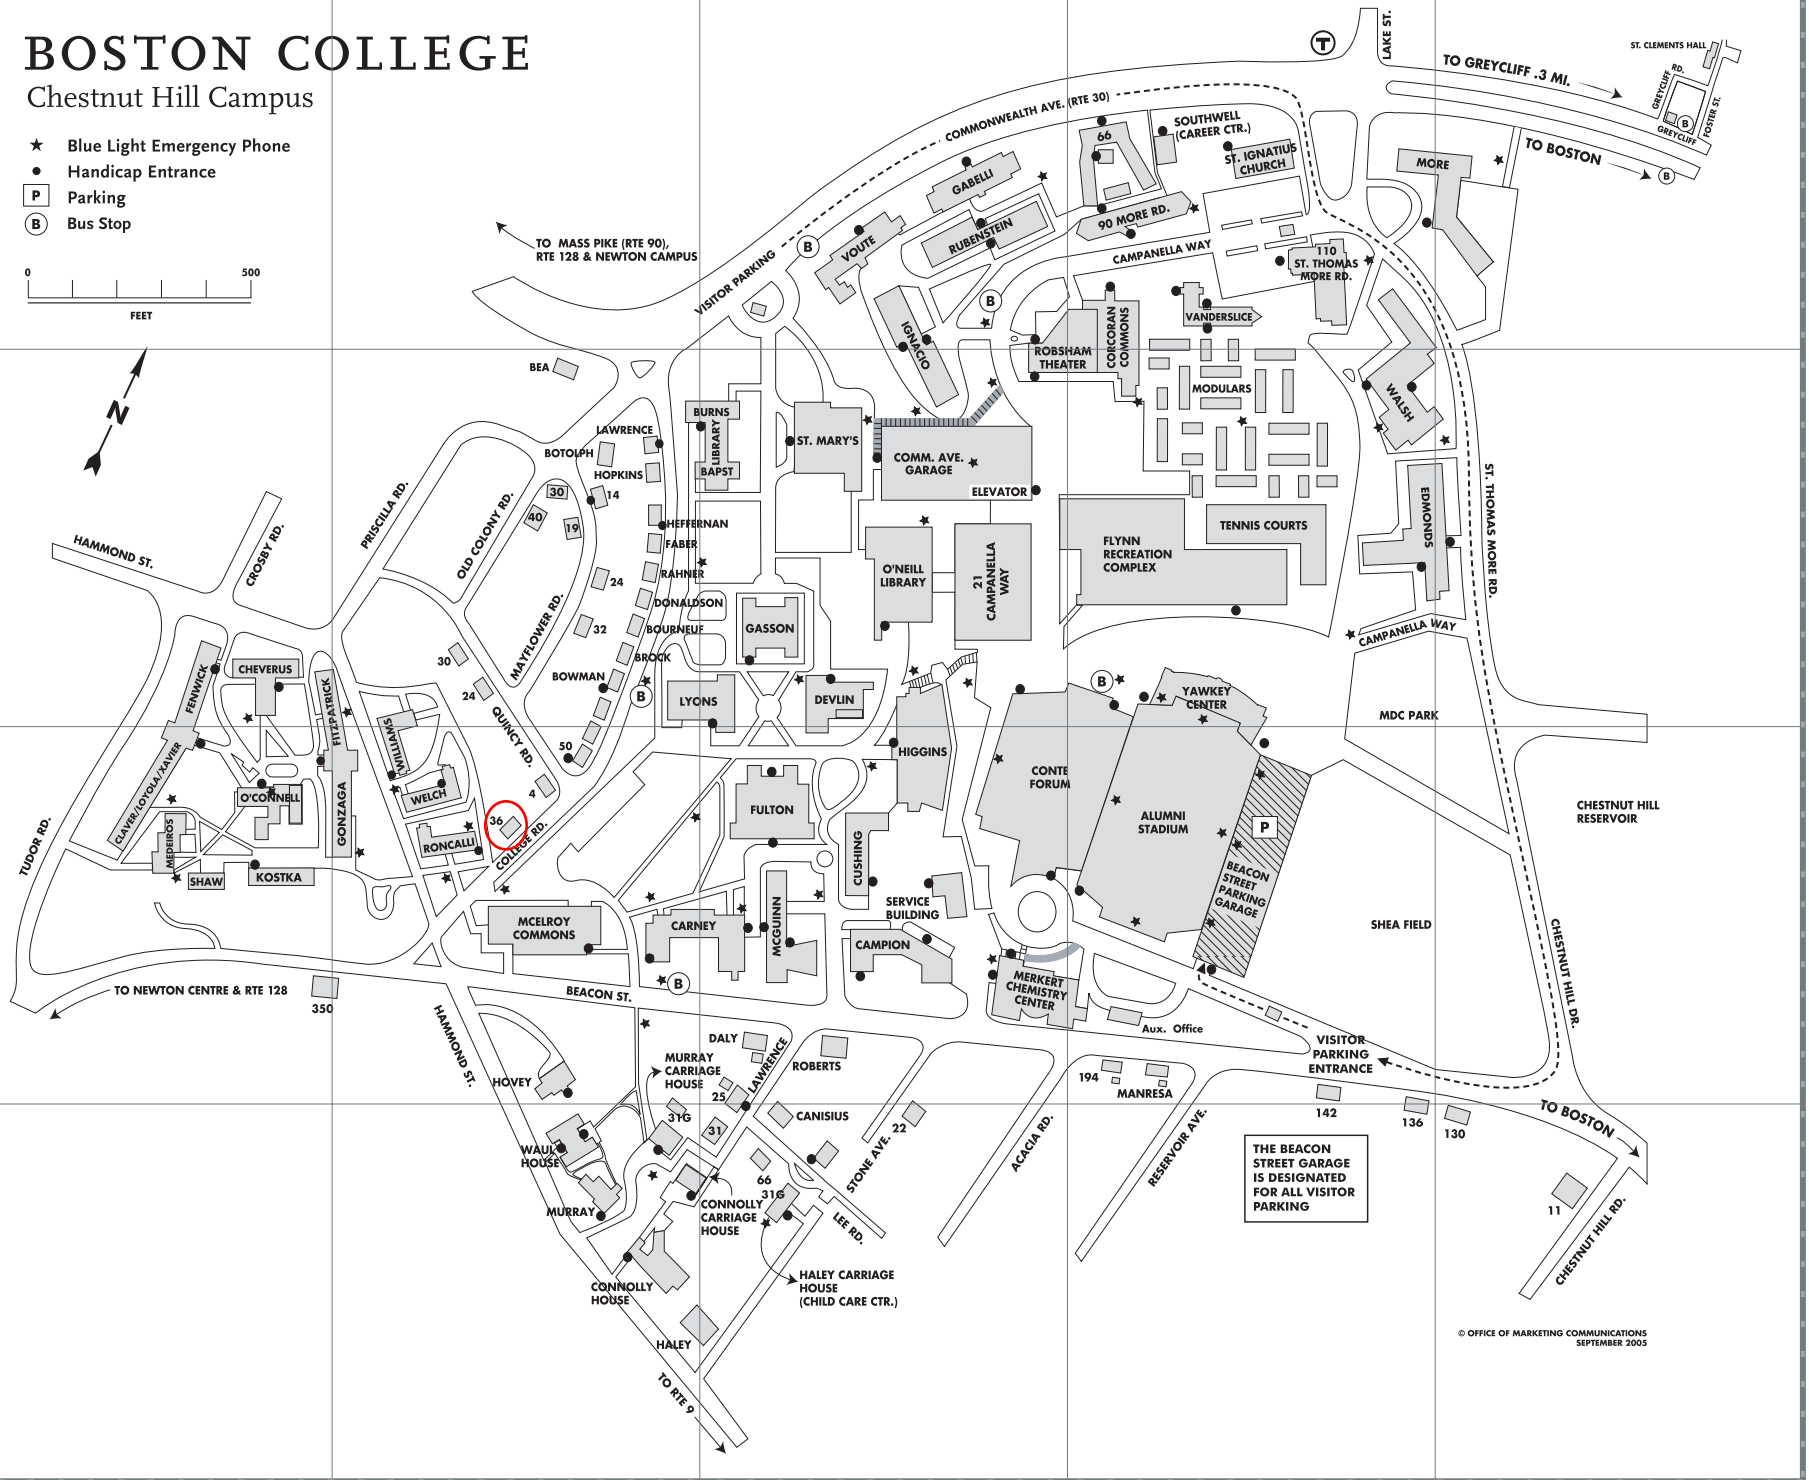 BOSTON COLLEGE
Chestnut Hill Campus
Blue Light Emergency Phone
Handicap Entrance
P
Parking
B
Bus Stop
0
500
FEET
N
TO MASS PIKE (RTE 90),
RTE 128 & NEWTON CAMPUS
VISITOR PARKING
COMMONWEALTH AVE. (RTE 30)
T
LAKE ST.
TO GREYCLIFF .3 MI.
ST. CLEMENTS HALL
GREYCLIFF
RD.
FOSTER ST.
B
GREYCLIFF
TO BOSTON
B
66
SOUTHWELL
(CAREER CTR.)
ST. IGNATIUS
CHURCH
MORE
GABELLI
RUBENSTEIN
90 MORE RD.
B
VOUTE
CAMPANELLA WAY
110
ST. THOMAS
MORE RD.
B
IGNACIO
VANDERSLICE
ROBSHAM
THEATER
CORCORAN
COMMONS
MODULARS
WALSH
BEA
BURNS
LIBRARY
BAPST
ST. MARY'S
LAWRENCE
BOTOLPH
HOPKINS
COMM. AVE.
GARAGE
ELEVATOR
30
14
40
19
HEFFERNAN
FABER
RAHNER
24
DONALDSON
32
BOURNEUF
BROCK
BOWMAN
B
50
PRISCILLA RD.
OLD COLONY RD.
MAYFLOWER RD.
HAMMOND ST.
CROSBY RD.
O'NEILL
LIBRARY
21
CAMPANELLA
WAY
FLYNN
RECREATION
COMPLEX
TENNIS COURTS
EDMONDS
ST. THOMAS MORE RD.
CAMPANELLA WAY
GASSON
30
24
QUINCY RD.
4
36
COLLEGE RD.
FENWICK
CHEVERUS
FITZPATRICK
WILLIAMS
CLAVER/LOYOLA/XAVIER
O'CONNELL
GONZAGA
WELCH
RONCALLI
MEDEIROS
SHAW
KOSTKA
TUDOR RD.
LYONS
DEVLIN
HIGGINS
B
YAWKEY
CENTER
MDC PARK
CONTE
FORUM
ALUMNI
STADIUM
P
BEACON
STREET
PARKING
GARAGE
CHESTNUT HILL
RESERVOIR
FULTON
CUSHING
SERVICE
BUILDING
SHEA FIELD
CHESTNUT HILL DR.
MCELROY
COMMONS
CARNEY
MCGUINN
CAMPION
B
MERKERT
CHEMISTRY
CENTER
Aux. Office
TO NEWTON CENTRE & RTE 128
350
BEACON ST.
HAMMOND ST.
VISITOR
PARKING
ENTRANCE
DALY
LAWRENCE
ROBERTS
MURRAY
CARRIAGE
HOUSE
HOVEY
25
31G
31
CANISIUS
22
STONE AVE.
ACACIA RD.
194
MANRESA
RESERVOIR AVE.
142
136
130
TO BOSTON
THE BEACON
STREET GARAGE
IS DESIGNATED
FOR ALL VISITOR
PARKING
11
CHESTNUT HILL RD.
WAUL
HOUSE
MURRAY
66
31G
CONNOLLY
CARRIAGE
HOUSE
LEE RD.
CONNOLLY
HOUSE
HALEY CARRIAGE
HOUSE
(CHILD CARE CTR.)
HALEY
TO RTE 9
© OFFICE OF MARKETING COMMUNICATIONS
SEPTEMBER 2005